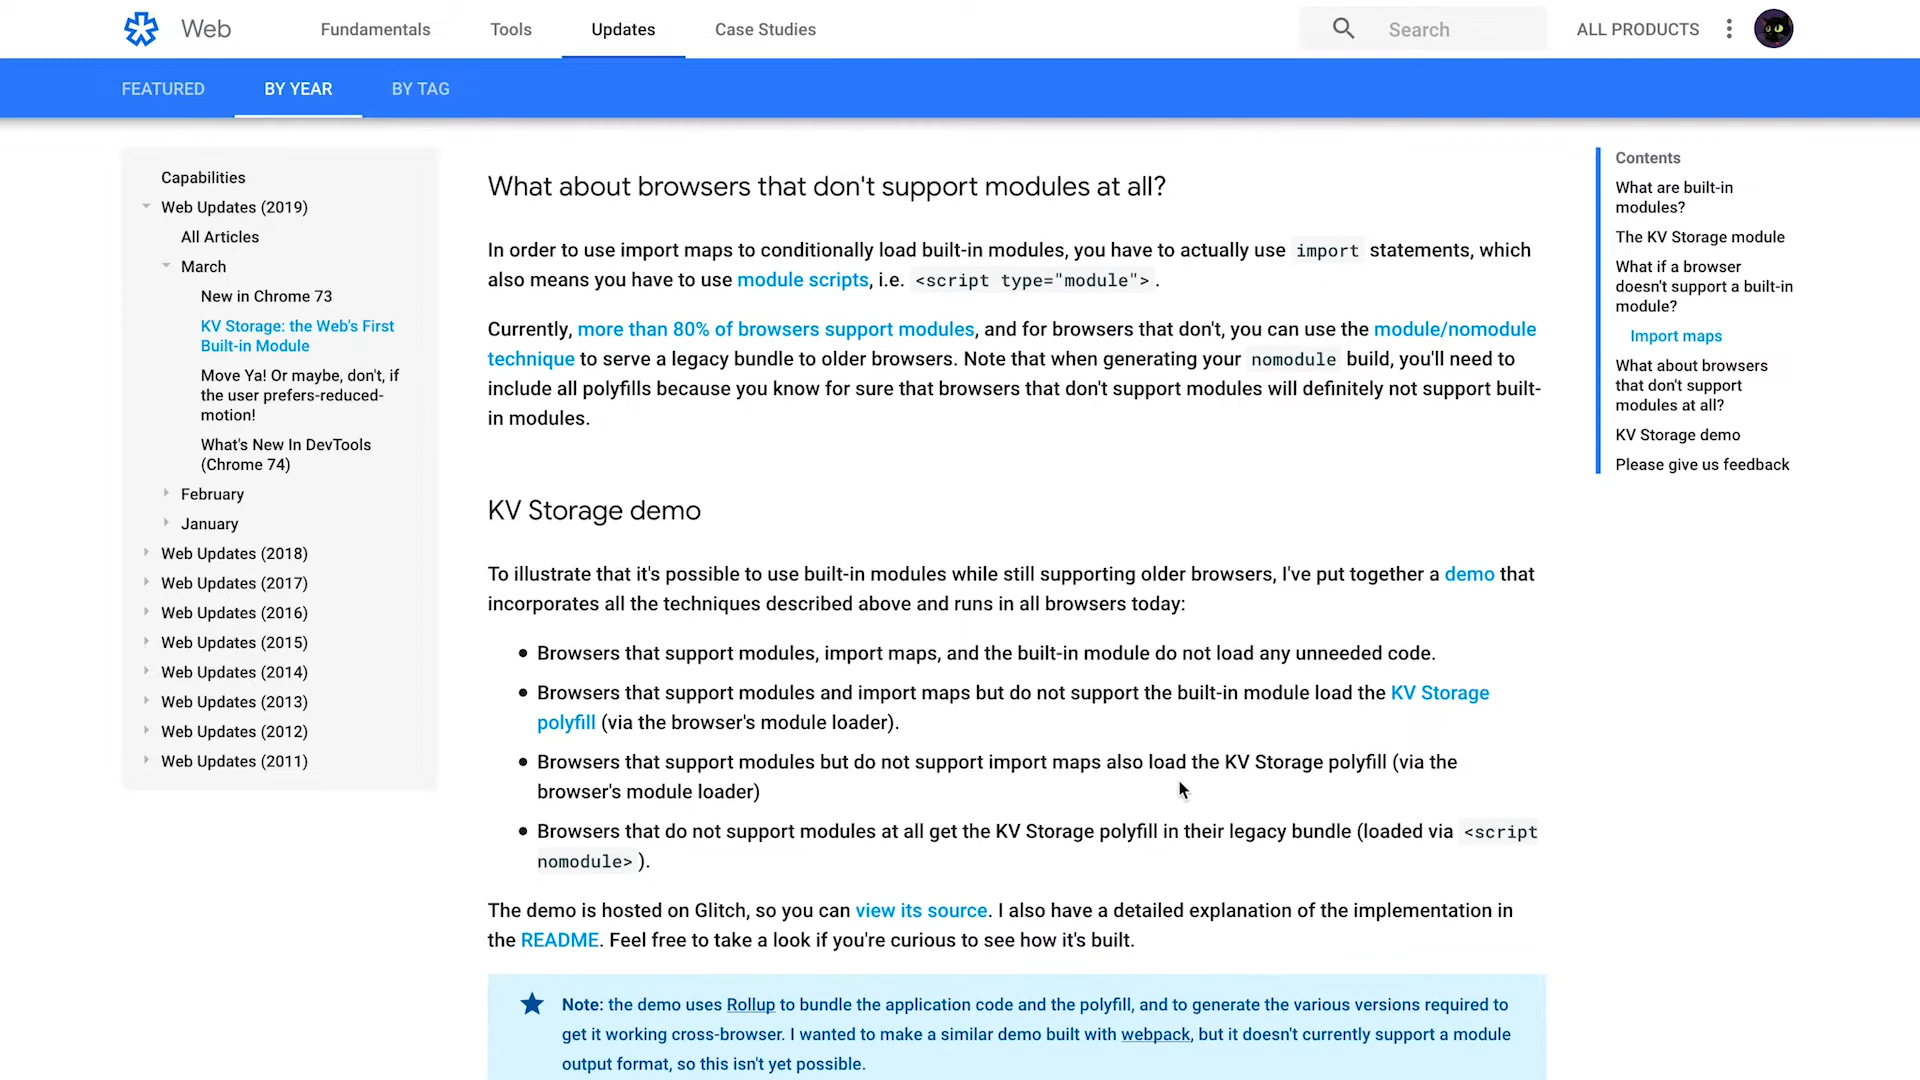 Web
Fundamentals
Tools
Updates
Case Studies
Search
ALL PRODUCTS
FEATURED
BY YEAR
BY TAG
Capabilities
Web Updates (2019)
All Articles
March
New in Chrome 73
KV Storage: the Web's First
Built-in Module
Move Ya! Or maybe, don't, if
the user prefers-reduced-
motion!
What's New In DevTools
(Chrome 74)
February
January
Web Updates (2018)
Web Updates (2017)
Web Updates (2016)
Web Updates (2015)
Web Updates (2014)
Web Updates (2013)
Web Updates (2012)
Web Updates (2011)
What about browsers that don't support modules at all?
In order to use import maps to conditionally load built-in modules, you have to actually use import statements, which
also means you have to use module scripts, i.e. <script type="module"> .
Currently, more than 80% of browsers support modules, and for browsers that don't, you can use the module/nomodule
technique to serve a legacy bundle to older browsers. Note that when generating your nomodule build, you'll need to
include all polyfills because you know for sure that browsers that don't support modules will definitely not support built-
in modules.
KV Storage demo
To illustrate that it's possible to use built-in modules while still supporting older browsers, I've put together a demo that
incorporates all the techniques described above and runs in all browsers today:
• Browsers that support modules, import maps, and the built-in module do not load any unneeded code.
• Browsers that support modules and import maps but do not support the built-in module load the KV Storage
polyfill (via the browser's module loader).
• Browsers that support modules but do not support import maps also load the KV Storage polyfill (via the
browser's module loader)
• Browsers that do not support modules at all get the KV Storage polyfill in their legacy bundle (loaded via <script
nomodule> ).
The demo is hosted on Glitch, so you can view its source. I also have a detailed explanation of the implementation in
the README. Feel free to take a look if you're curious to see how it's built.
Note: the demo uses Rollup to bundle the application code and the polyfill, and to generate the various versions required to
get it working cross-browser. I wanted to make a similar demo built with webpack, but it doesn't currently support a module
output format, so this isn't yet possible.
Contents
What are built-in
modules?
The KV Storage module
What if a browser
doesn't support a built-in
module?
Import maps
What about browsers
that don't support
modules at all?
KV Storage demo
Please give us feedback